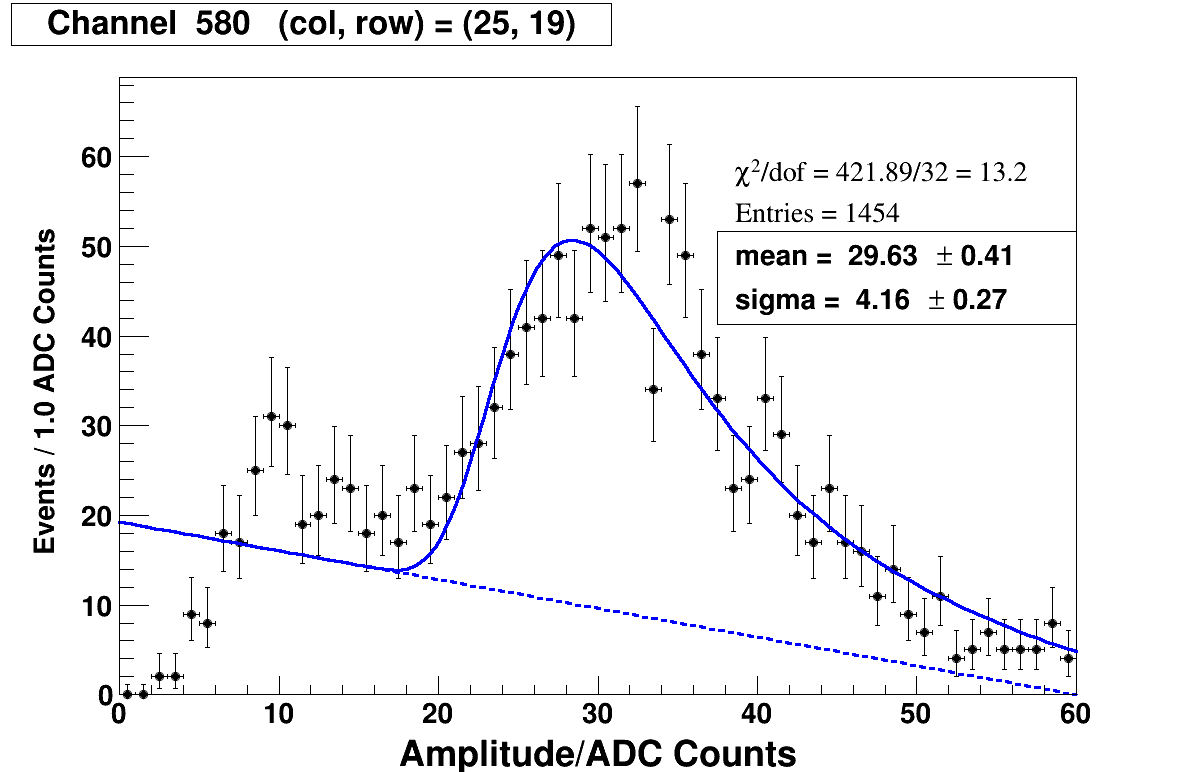 Channel 580 (col, row) = (25, 19)
χ²/dof = 421.89/32 = 13.2
Entries = 1454
mean = 29.63 ± 0.41
sigma = 4.16 ± 0.27
Events / 1.0 ADC Counts
60
50
40
30
20
10
0
0 10 20 30 40 50 60
Amplitude/ADC Counts